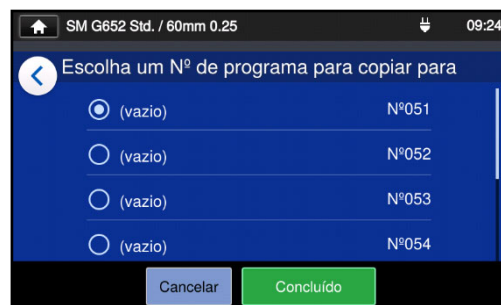 SM G652 Std. / 60mm 0.25 09:24
Escolha um Nº de programa para copiar para
(vazio) Nº051
(vazio) Nº052
(vazio) Nº053
(vazio) Nº054
Cancelar Concluído